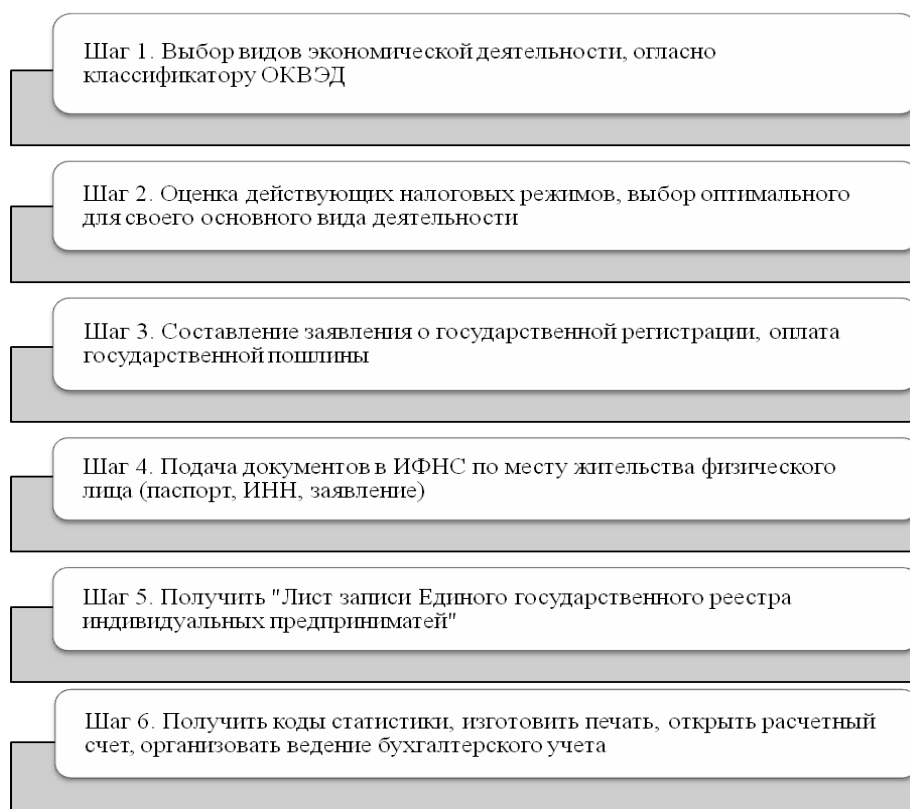 Шаг 1. Выбор видов экономической деятельности, огласно
классификатору ОКВЭД
Шаг 2. Оценка действующих налоговых режимов, выбор оптимального
для своего основного вида деятельности
Шаг 3. Составление заявления о государственной регистрации, оплата
государственной пошлины
Шаг 4. Подача документов в ИФНС по месту жительства физического
лица (паспорт, ИНН, заявление)
Шаг 5. Получить "Лист записи Единого государственного реестра
индивидуальных предприниматей"
Шаг 6. Получить коды статистики, изготовить печать, открыть расчетный
счет, организовать ведение бухгалтерского учета